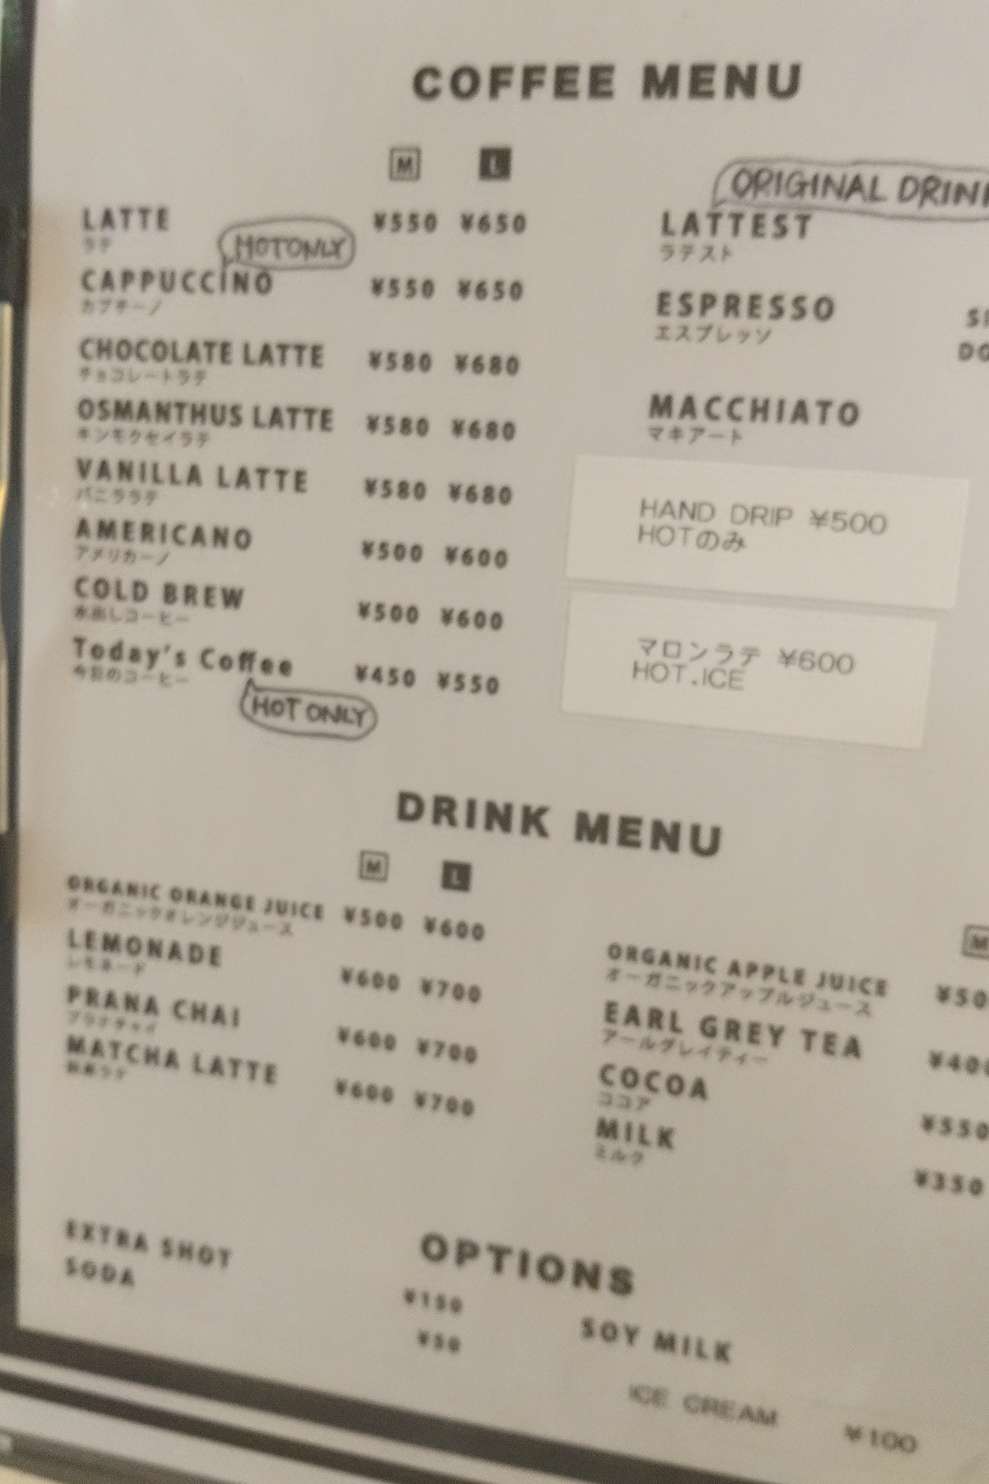 COFFEE MENU
M L
LATTE ¥550 ¥650
ラテ
HOT ONLY
CAPPUCCINO ¥550 ¥650
カプチーノ
CHOCOLATE LATTE ¥580 ¥680
チョコレートラテ
OSMANTHUS LATTE ¥580 ¥680
キンモクセイラテ
VANILLA LATTE ¥580 ¥680
バニララテ
AMERICANO ¥500 ¥600
アメリカーノ
COLD BREW ¥500 ¥600
水出しコーヒー
Today's Coffee ¥450 ¥550
今日のコーヒー
HOT ONLY
ORIGINAL
LATTEST
ラテスト
ESPRESSO
エスプレッソ
MACCHIATO
マキアート
HAND DRIP ¥500
HOTのみ
マロンラテ ¥600
HOT.ICE
DRINK MENU
M L
ORGANIC ORANGE JUICE ¥500 ¥600
オーガニックオレンジジュース
LEMONADE ¥600 ¥700
レモネード
PRANA CHAI ¥600 ¥700
プラナチャイ
MATCHA LATTE ¥600 ¥700
抹茶ラテ
M
ORGANIC APPLE JUICE
オーガニックアップルジュース
EARL GREY TEA ¥400
アールグレイティー
COCOA ¥550
ココア
MILK ¥350
ミルク
OPTIONS
EXTRA SHOT ¥150
SODA ¥50
SOY MILK
ICE CREAM ¥100